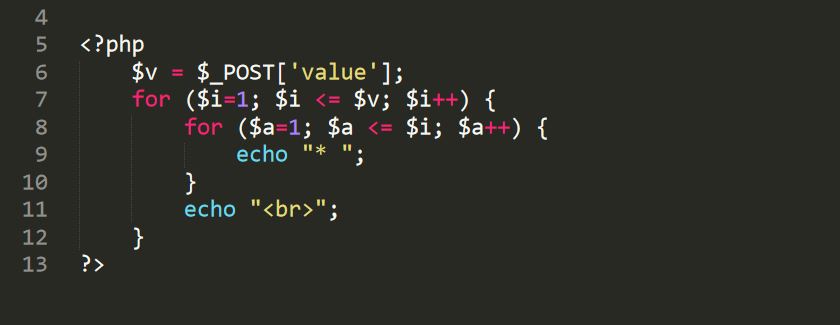 4
5 <?php
6     $v = $_POST['value'];
7     for ($i=1; $i <= $v; $i++) {
8         for ($a=1; $a <= $i; $a++) {
9             echo "* ";
10         }
11         echo "<br>";
12     }
13 ?>